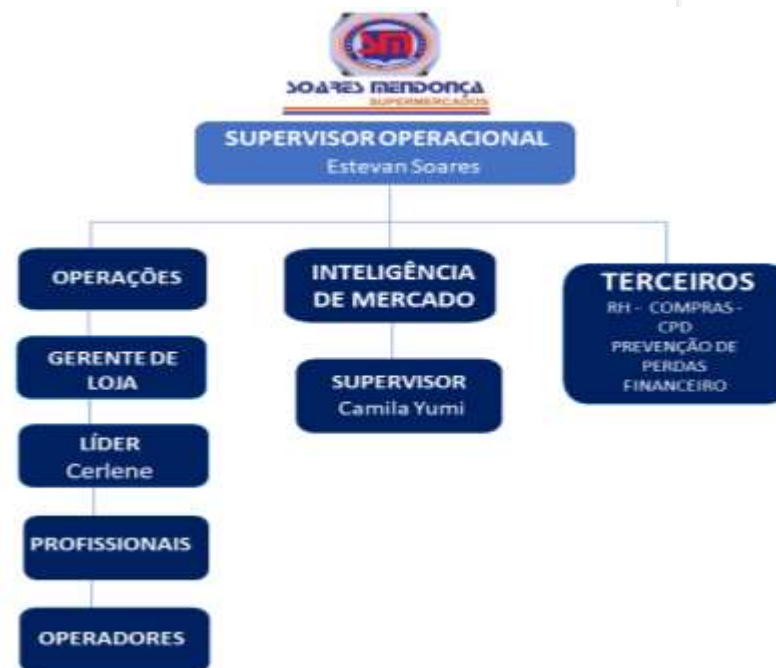 SM
SOARES MENDONÇA
SUPERMERCADOS
SUPERVISOR OPERACIONAL
Estevan Soares
OPERAÇÕES
GERENTE DE
LOJA
LÍDER
Cerlene
PROFISSIONAIS
OPERADORES
INTELIGÊNCIA
DE MERCADO
SUPERVISOR
Camila Yumi
TERCEIROS
RH - COMPRAS -
CPD
PREVENÇÃO DE
PERDAS
FINANCEIRO